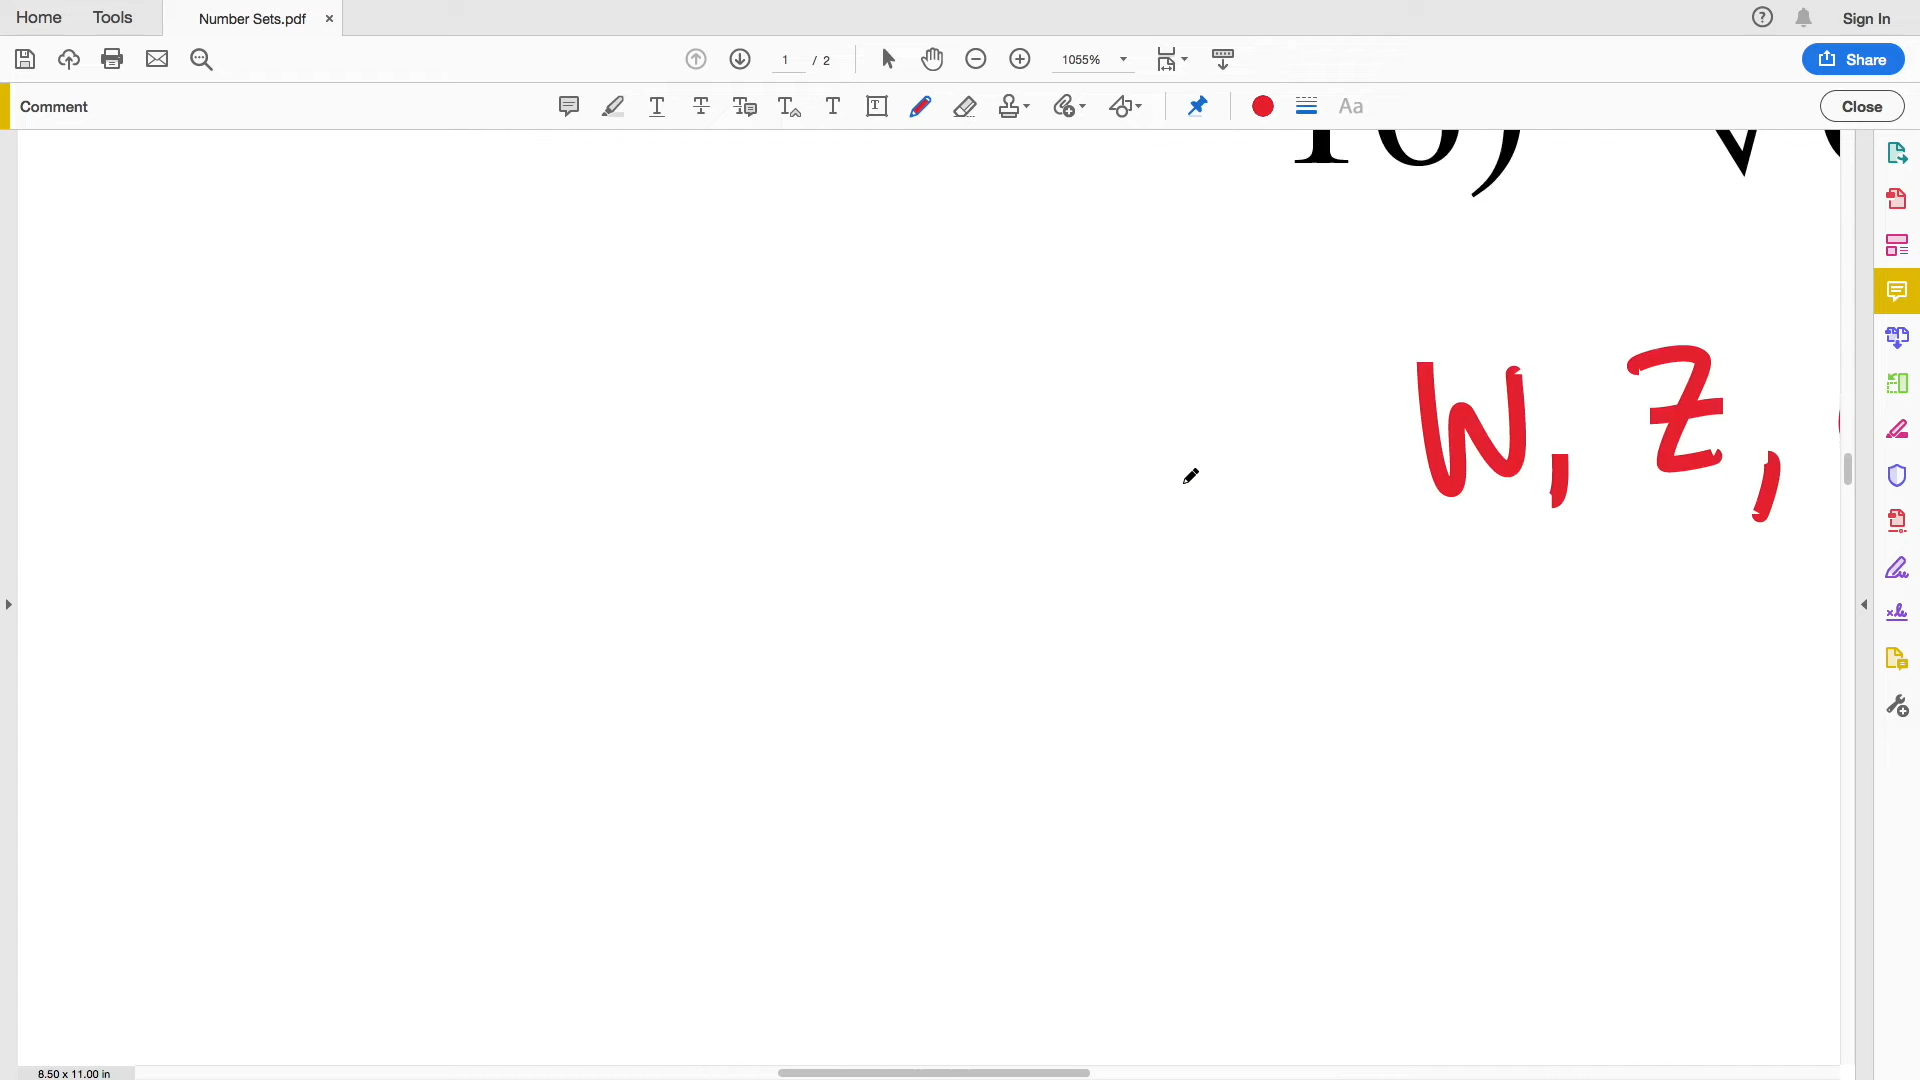 Home Tools Number Sets.pdf × Sign In
1 / 2 1055% Share
Comment Aa Close
W, Z,
8.50 x 11.00 in